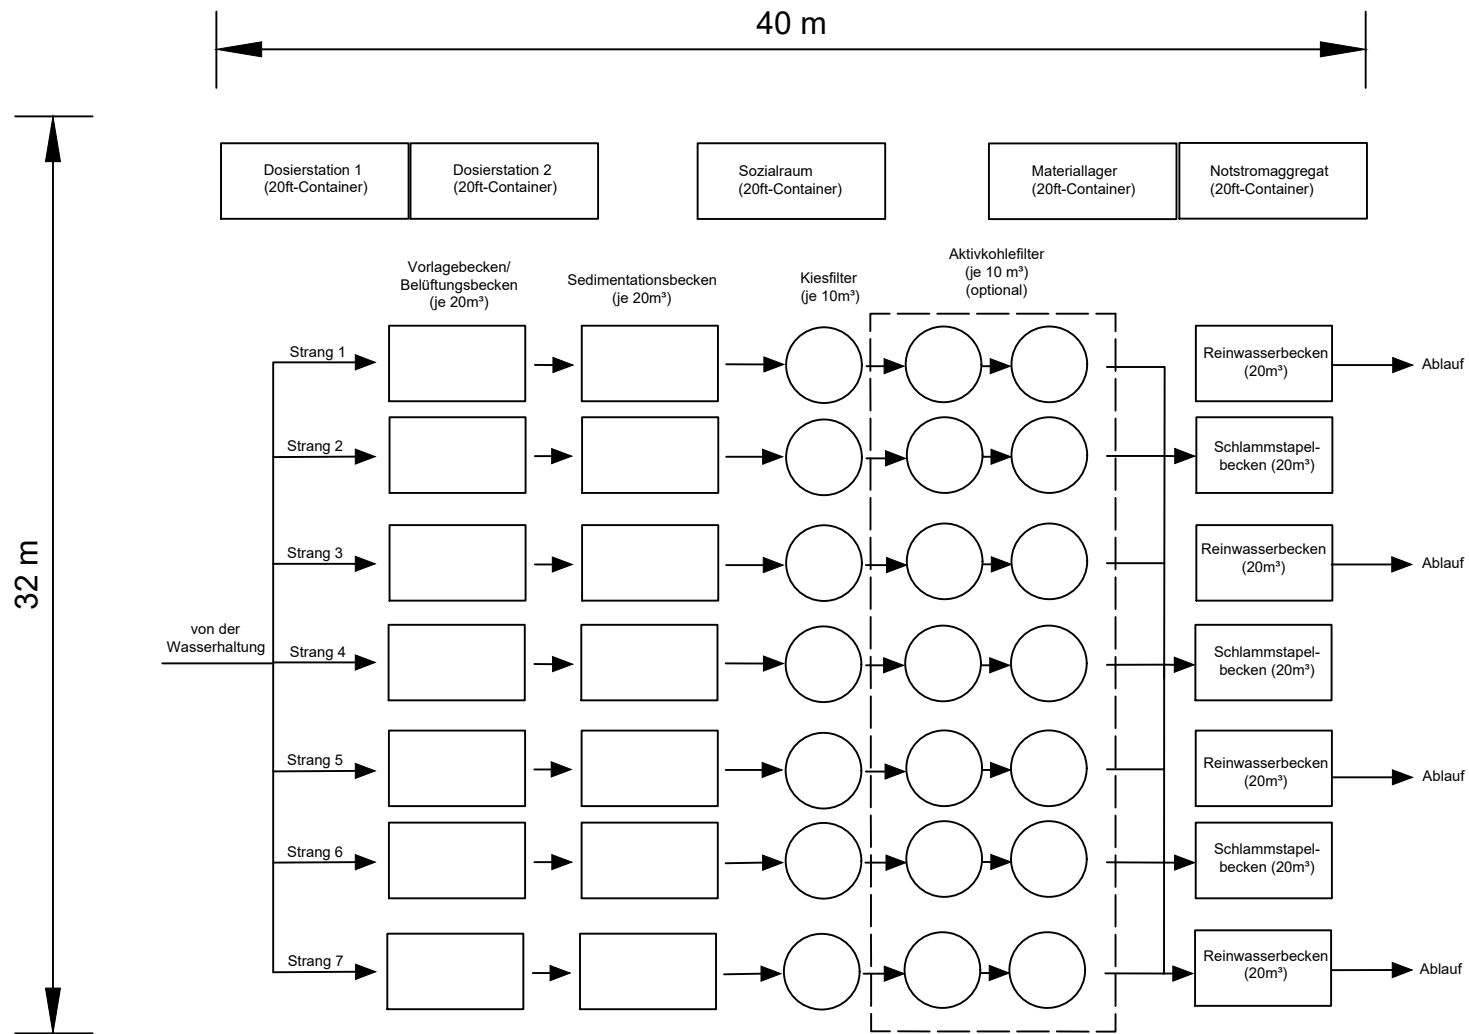 40 m
32 m
Dosierstation 1
(20ft-Container)
Dosierstation 2
(20ft-Container)
Sozialraum
(20ft-Container)
Materiallager
(20ft-Container)
Notstromaggregat
(20ft-Container)
Vorlagebecken/
Belüftungsbecken
(je 20m³)
Sedimentationsbecken
(je 20m³)
Kiesfilter
(je 10m³)
Aktivkohlefilter
(je 10 m³)
(optional)
von der
Wasserhaltung
Strang 1
Reinwasserbecken
(20m³)
Ablauf
Strang 2
Schlammstapel-
becken (20m³)
Strang 3
Reinwasserbecken
(20m³)
Ablauf
Strang 4
Schlammstapel-
becken (20m³)
Strang 5
Reinwasserbecken
(20m³)
Ablauf
Strang 6
Schlammstapel-
becken (20m³)
Strang 7
Reinwasserbecken
(20m³)
Ablauf